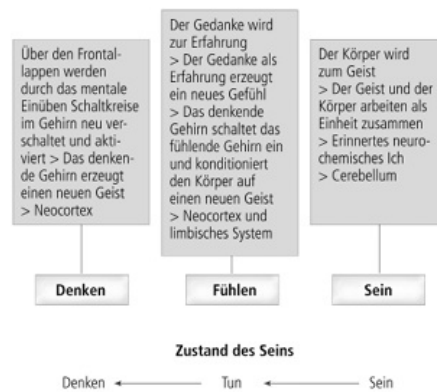 Über den Frontal-
lappen werden
durch das mentale
Einüben Schaltkreise
im Gehirn neu ver-
schaltet und akti-
viert > Das denken-
de Gehirn erzeugt
einen neuen Geist
> Neocortex
Der Gedanke wird
zur Erfahrung
> Der Gedanke als
Erfahrung erzeugt
ein neues Gefühl
> Das denkende
Gehirn schaltet das
fühlende Gehirn ein
und konditioniert
den Körper auf
einen neuen Geist
> Neocortex und
limbisches System
Der Körper wird
zum Geist
> Der Geist und der
Körper arbeiten als
Einheit zusammen
> Erinnertes neuro-
chemisches Ich
> Cerebellum
Denken Fühlen Sein
Zustand des Seins
Denken Tun Sein